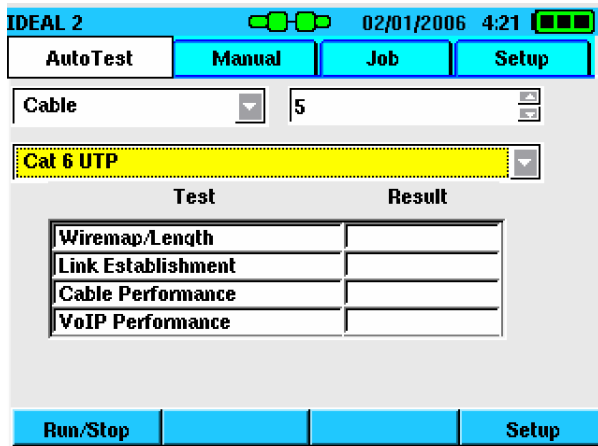 IDEAL 2 02/01/2006 4:21
AutoTest Manual Job Setup
Cable 5
Cat 6 UTP
Test Result
Wiremap/Length
Link Establishment
Cable Performance
VoIP Performance
Run/Stop Setup